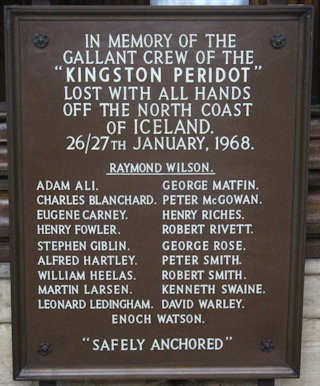 IN MEMORY OF THE
GALLANT CREW OF THE
"KINGSTON PERIDOT"
LOST WITH ALL HANDS
OFF THE NORTH COAST
OF ICELAND.
26/27TH JANUARY, 1968.
RAYMOND WILSON.
ADAM ALI. GEORGE MATFIN.
CHARLES BLANCHARD. PETER McGOWAN.
EUGENE CARNEY. HENRY RICHES.
HENRY FOWLER. ROBERT RIVETT.
STEPHEN GIBLIN. GEORGE ROSE.
ALFRED HARTLEY. PETER SMITH.
WILLIAM HEELAS. ROBERT SMITH.
MARTIN LARSEN. KENNETH SWAINE.
LEONARD LEDINGHAM. DAVID WARLEY.
ENOCH WATSON.
"SAFELY ANCHORED"